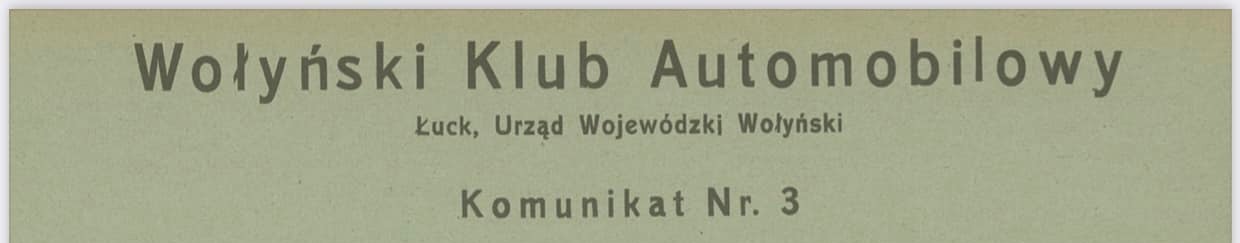 Wołyński Klub Automobilowy
Łuck, Urząd Wojewódzki Wołyński
Komunikat Nr. 3